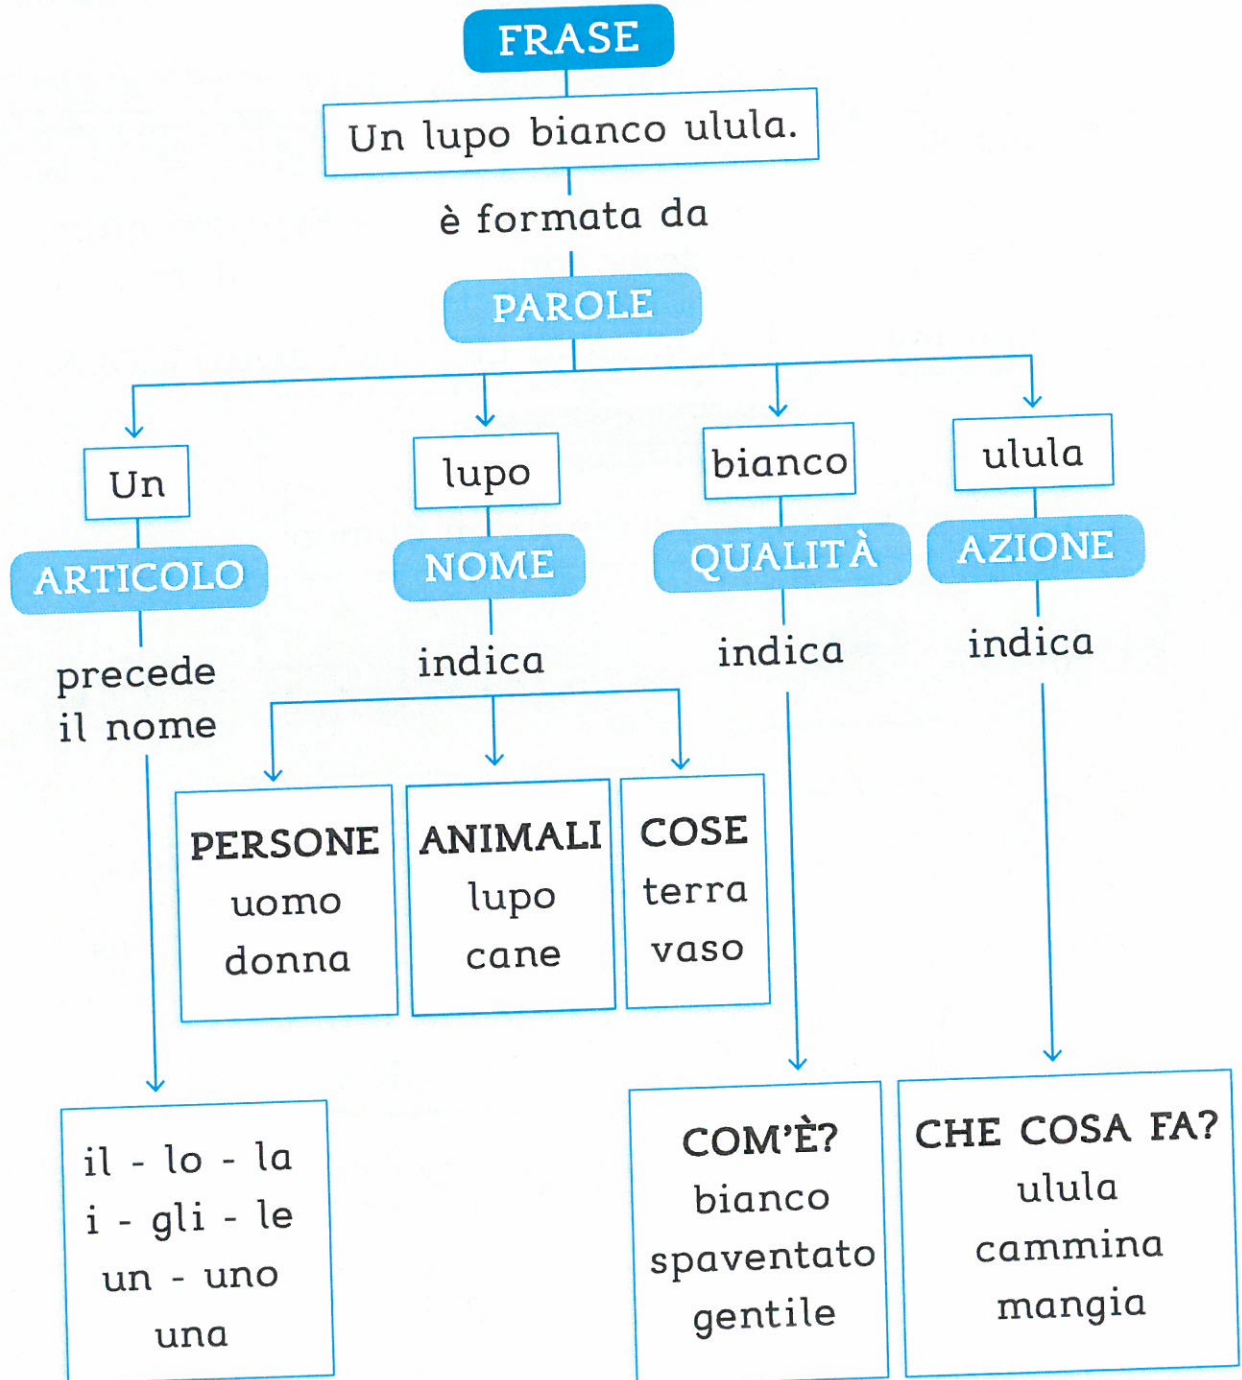 FRASE
Un lupo bianco ulula.
è formata da
PAROLE
Un
lupo
bianco
ulula
ARTICOLO
NOME
QUALITÀ
AZIONE
precede
il nome
indica
indica
indica
PERSONE
uomo
donna
ANIMALI
lupo
cane
COSE
terra
vaso
il - lo - la
i - gli - le
un - uno
una
COM'È?
bianco
spaventato
gentile
CHE COSA FA?
ulula
cammina
mangia